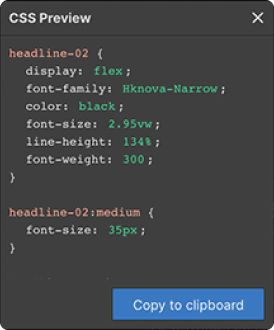 CSS Preview
headline-02 {
display: flex;
font-family: Hknova-Narrow;
color: black;
font-size: 2.95vw;
line-height: 134%;
font-weight: 300;
}
headline-02:medium {
font-size: 35px;
}
Copy to clipboard